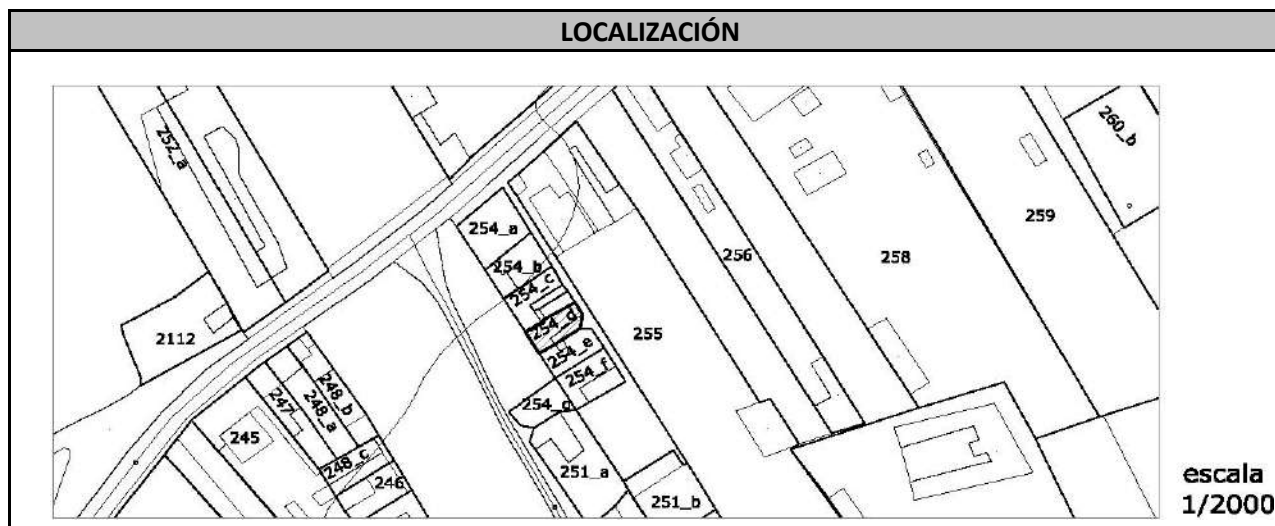 LOCALIZACIÓN
252_a
260_b
259
254_a
254_b
256
258
254_c
254_d
2112
255
254_e
254_f
248_b
247
248_a
254_g
245
248_c
246
251_a
251_b
escala
1/2000